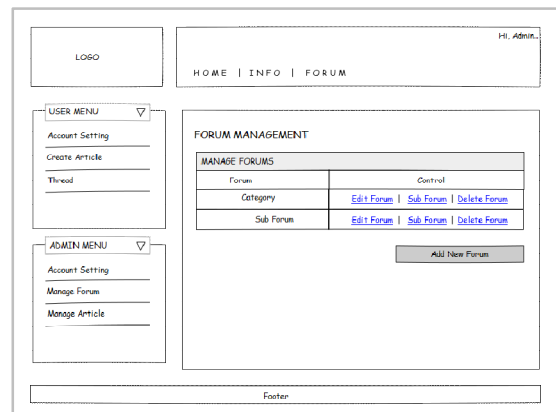 LOGO
Hi, Admin..
HOME | INFO | FORUM
USER MENU
Account Setting
Create Article
Thread
ADMIN MENU
Account Setting
Manage Forum
Manage Article
FORUM MANAGEMENT
MANAGE FORUMS
Forum Control
Category Edit Forum | Sub Forum | Delete Forum
Sub Forum Edit Forum | Sub Forum | Delete Forum
Add New Forum
Footer